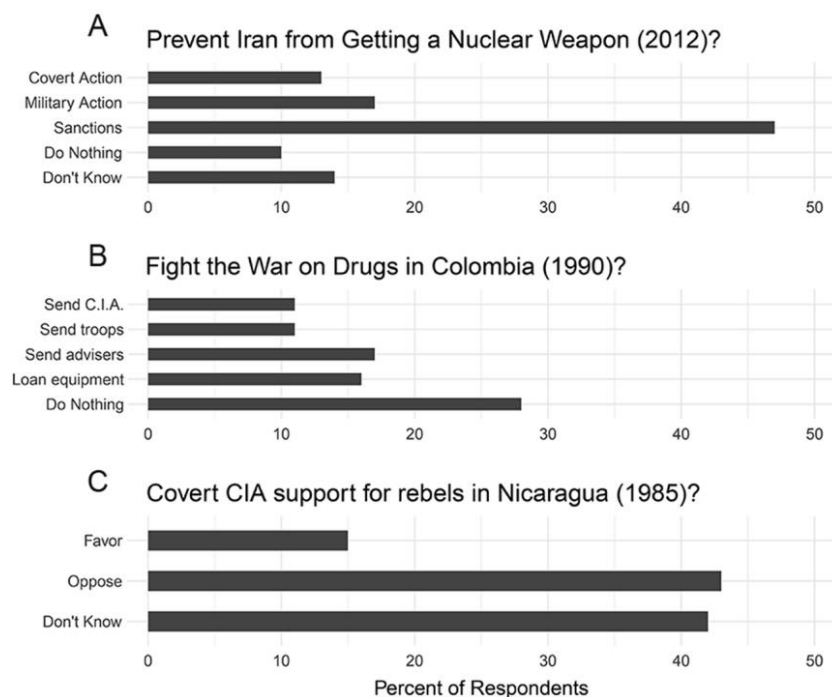 A
Prevent Iran from Getting a Nuclear Weapon (2012)?
Covert Action
Military Action
Sanctions
Do Nothing
Don't Know
0 10 20 30 40 50
B
Fight the War on Drugs in Colombia (1990)?
Send C.I.A.
Send troops
Send advisers
Loan equipment
Do Nothing
0 10 20 30 40 50
C
Covert CIA support for rebels in Nicaragua (1985)?
Favor
Oppose
Don't Know
0 10 20 30 40 50
Percent of Respondents